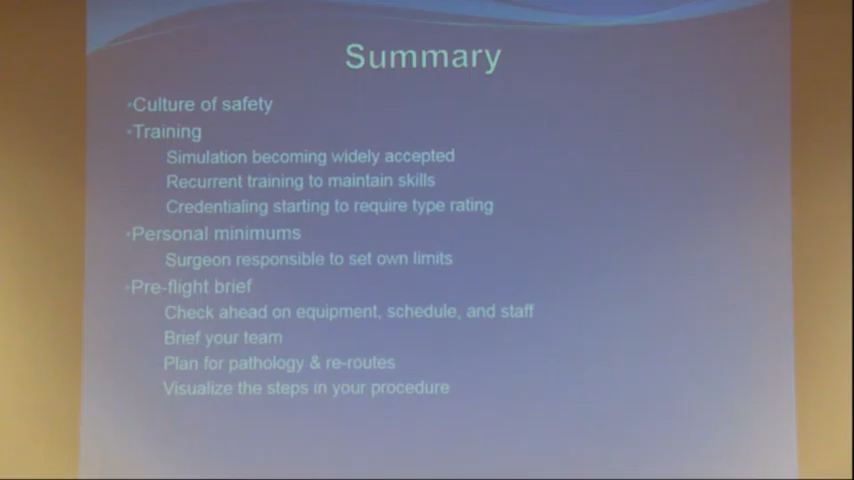 Summary
•Culture of safety
•Training
Simulation becoming widely accepted
Recurrent training to maintain skills
Credentialing starting to require type rating
•Personal minimums
Surgeon responsible to set own limits
•Pre-flight brief
Check ahead on equipment, schedule, and staff
Brief your team
Plan for pathology & re-routes
Visualize the steps in your procedure